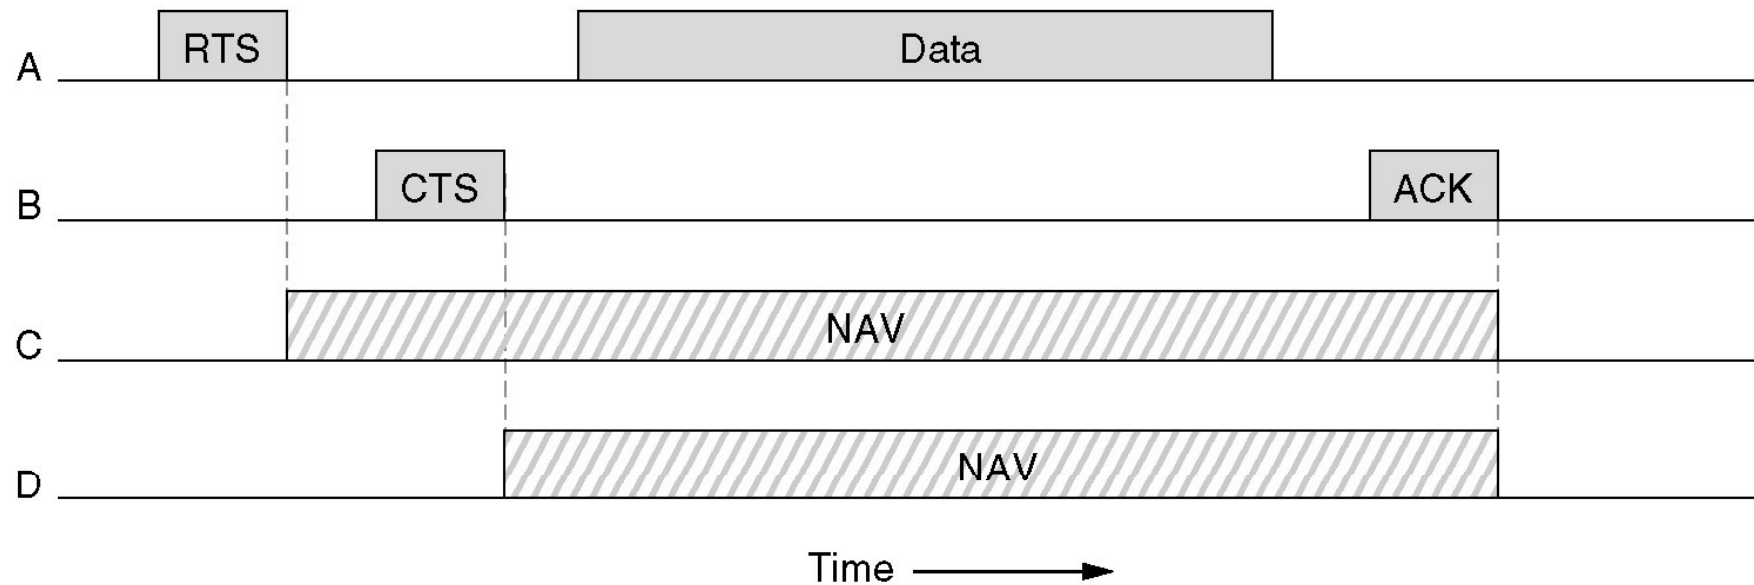 A RTS Data
B CTS ACK
C NAV
D NAV
Time